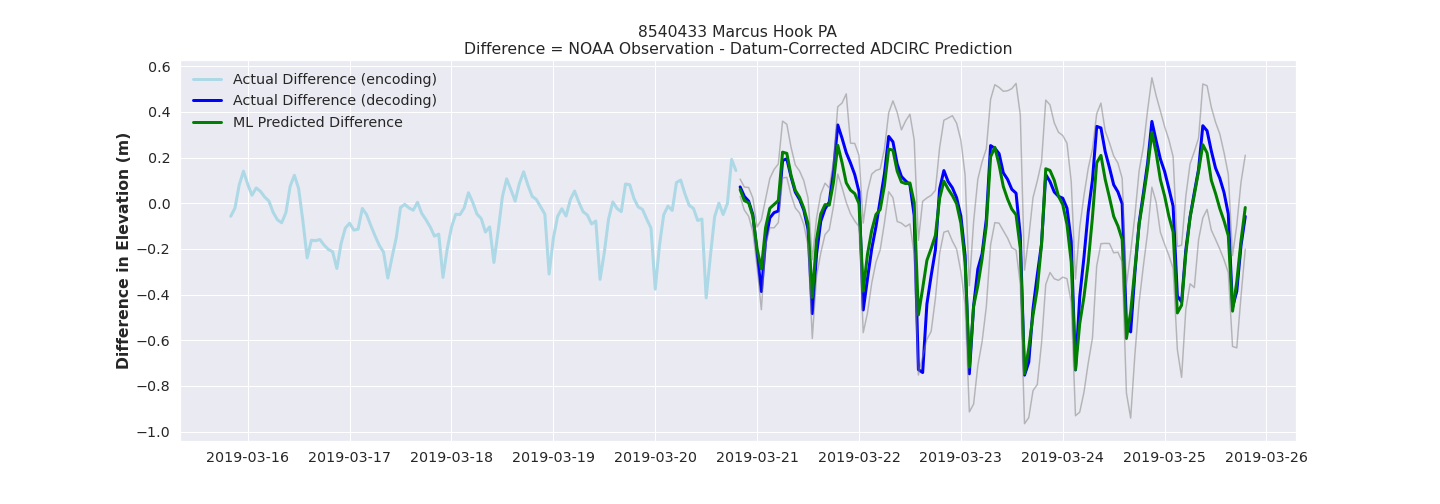 8540433 Marcus Hook PA
Difference = NOAA Observation - Datum-Corrected ADCIRC Prediction
Actual Difference (encoding)
Actual Difference (decoding)
ML Predicted Difference
Difference in Elevation (m)
0.6
0.4
0.2
0.0
−0.2
−0.4
−0.6
−0.8
−1.0
2019-03-16 2019-03-17 2019-03-18 2019-03-19 2019-03-20 2019-03-21 2019-03-22 2019-03-23 2019-03-24 2019-03-25 2019-03-26